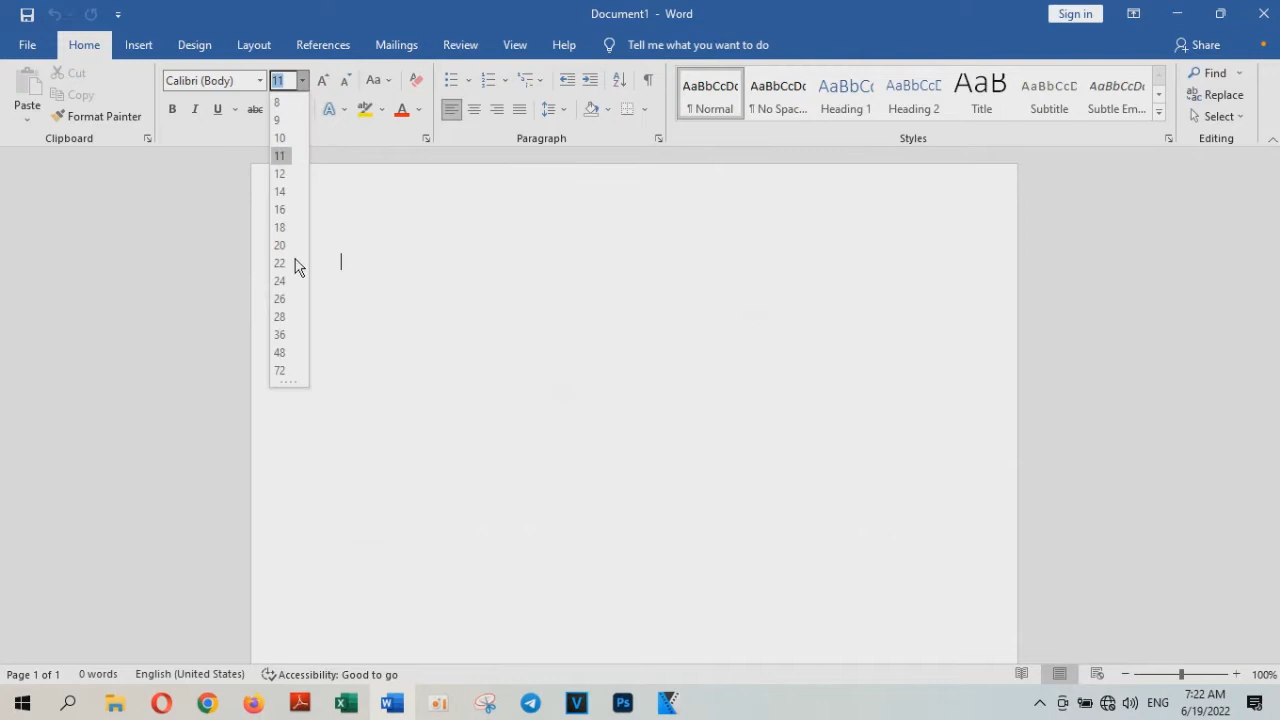 Document1 - Word
Sign in
File Home Insert Design Layout References Mailings Review View Help Tell me what you want to do Share
Paste
Cut
Copy
Format Painter
Clipboard
Calibri (Body) 11 Aa
B I U abc A A
8
9
10
11
12
14
16
18
20
22
24
26
28
36
48
72
Paragraph
AaBbCcDc AaBbCcDc AaBbCc AaBbCcD AaB AaBbCcD AaBbCcDc
¶ Normal ¶ No Spac... Heading 1 Heading 2 Title Subtitle Subtle Em...
Styles
Find
Replace
Select
Editing
Page 1 of 1 0 words English (United States) Accessibility: Good to go 100%
ENG
7:22 AM
6/19/2022